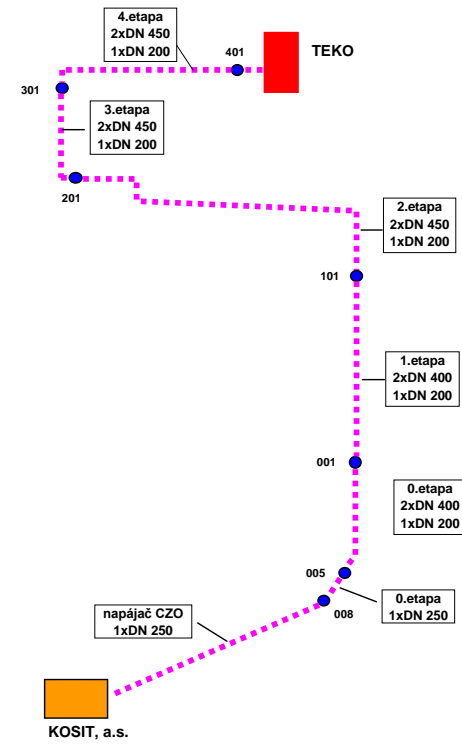 4.etapa
2xDN 450
1xDN 200
401
TEKO
301
3.etapa
2xDN 450
1xDN 200
201
2.etapa
2xDN 450
1xDN 200
101
1.etapa
2xDN 400
1xDN 200
001
0.etapa
2xDN 400
1xDN 200
005
0.etapa
1xDN 250
008
napájač CZO
1xDN 250
KOSIT, a.s.